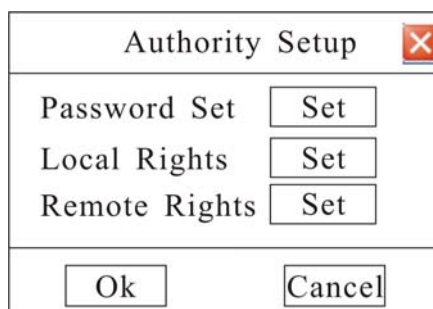 Authority Setup
Password Set Set
Local Rights Set
Remote Rights Set
Ok Cancel